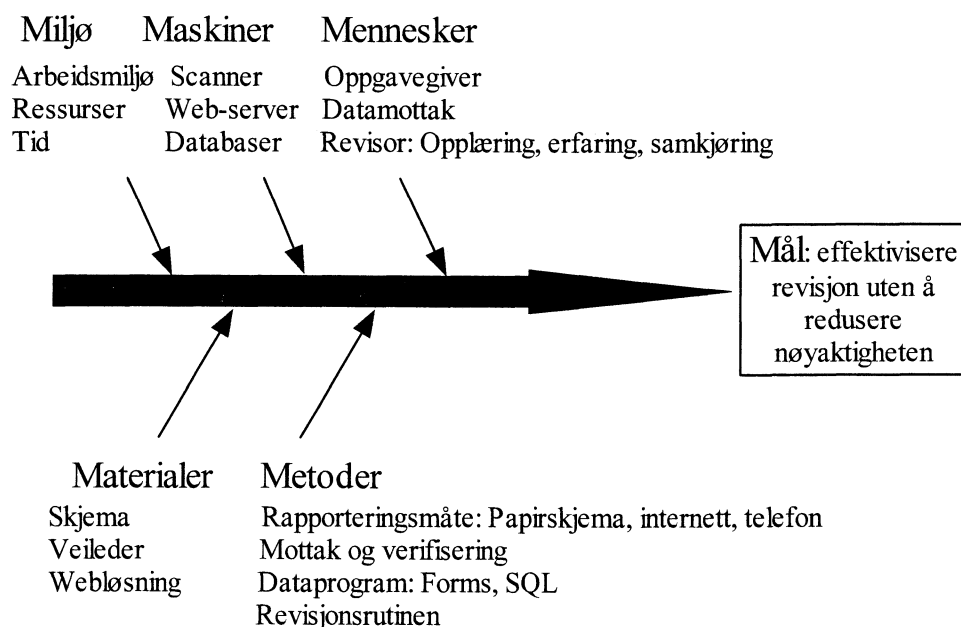 Miljø
Arbeidsmiljø
Ressurser
Tid
Maskiner
Scanner
Web-server
Databaser
Mennesker
Oppgavegiver
Datamottak
Revisor: Opplæring, erfaring, samkjøring
Mål: effektivisere
revisjon uten å
redusere
nøyaktigheten
Materialer
Skjema
Veileder
Webløsning
Metoder
Rapporteringsmåte: Papirskjema, internett, telefon
Mottak og verifisering
Dataprogram: Forms, SQL
Revisjonsrutinen